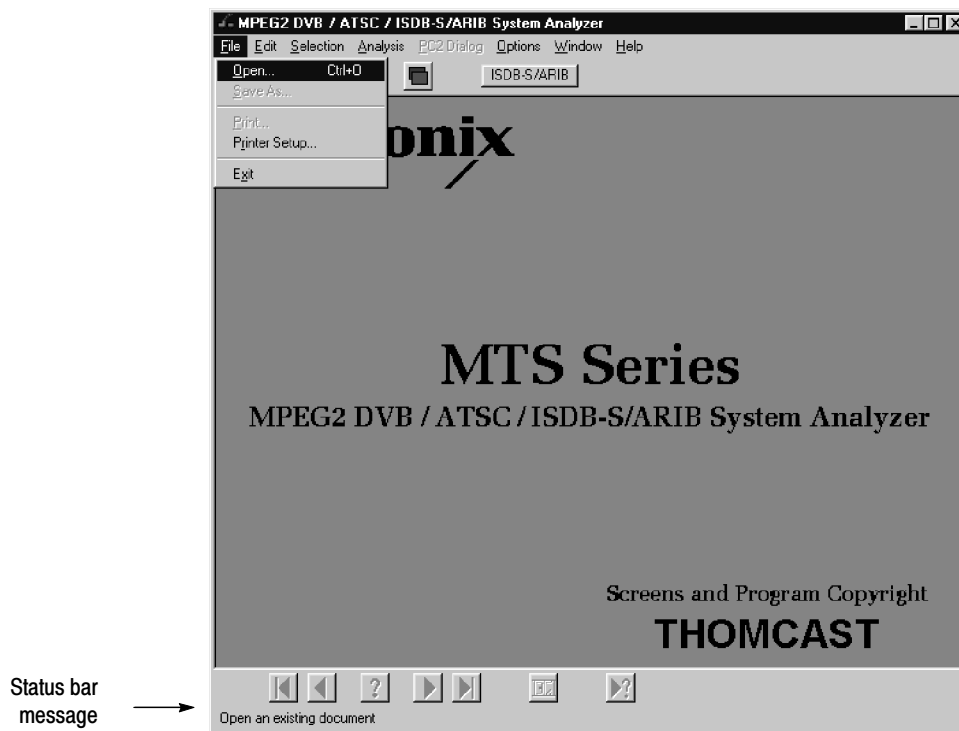 MPEG2 DVB / ATSC / ISDB-S/ARIB System Analyzer
File Edit Selection Analysis PC2 Dialog Options Window Help
Open... Ctrl+O
Save As...
Print...
Printer Setup...
Exit
ISDB-S/ARIB
onix
MTS Series
MPEG2 DVB / ATSC / ISDB-S/ARIB System Analyzer
Screens and Program Copyright
THOMCAST
Status bar
message
Open an existing document